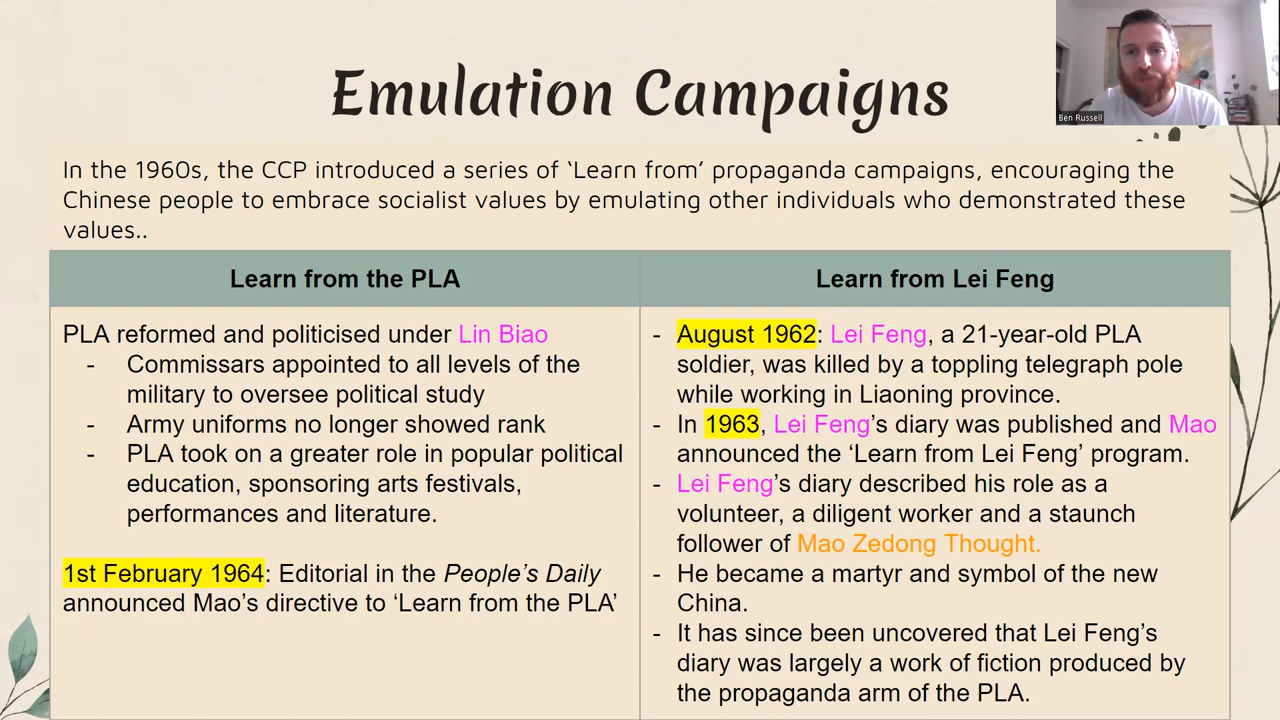 Emulation Campaigns
Ben Russell
In the 1960s, the CCP introduced a series of ‘Learn from’ propaganda campaigns, encouraging the
Chinese people to embrace socialist values by emulating other individuals who demonstrated these
values..
Learn from the PLA
PLA reformed and politicised under Lin Biao
- Commissars appointed to all levels of the
military to oversee political study
- Army uniforms no longer showed rank
- PLA took on a greater role in popular political
education, sponsoring arts festivals,
performances and literature.
1st February 1964: Editorial in the People’s Daily
announced Mao’s directive to ‘Learn from the PLA’
Learn from Lei Feng
- August 1962: Lei Feng, a 21-year-old PLA
soldier, was killed by a toppling telegraph pole
while working in Liaoning province.
- In 1963, Lei Feng’s diary was published and Mao
announced the ‘Learn from Lei Feng’ program.
- Lei Feng’s diary described his role as a
volunteer, a diligent worker and a staunch
follower of Mao Zedong Thought.
- He became a martyr and symbol of the new
China.
- It has since been uncovered that Lei Feng’s
diary was largely a work of fiction produced by
the propaganda arm of the PLA.